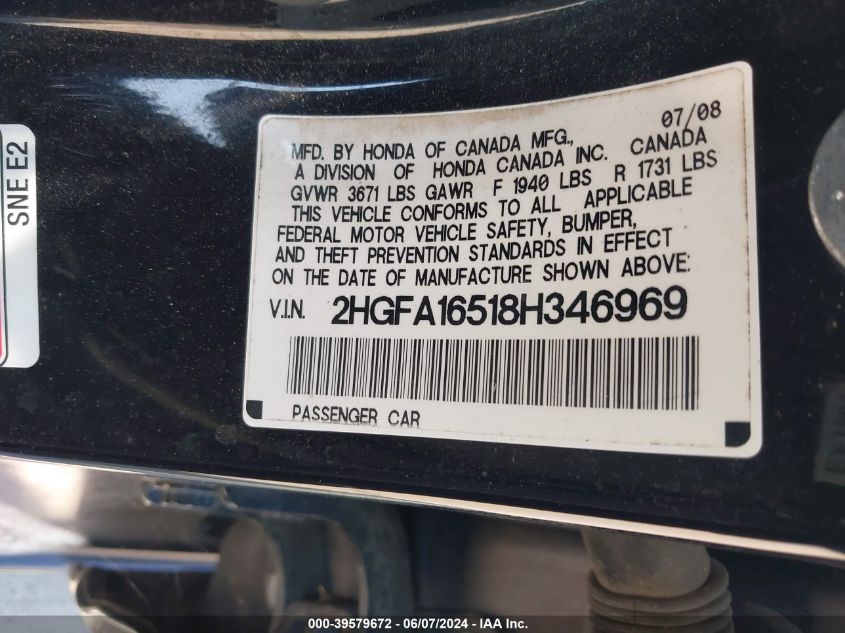 SNE E2
07/08
MFD. BY HONDA OF CANADA MFG., CANADA
A DIVISION OF HONDA CANADA INC.
GVWR 3671 LBS GAWR F 1940 LBS R 1731 LBS
THIS VEHICLE CONFORMS TO ALL APPLICABLE
FEDERAL MOTOR VEHICLE SAFETY, BUMPER,
AND THEFT PREVENTION STANDARDS IN EFFECT
ON THE DATE OF MANUFACTURE SHOWN ABOVE:
V.I.N. 2HGFA16518H346969
PASSENGER CAR
000-39579672 - 06/07/2024 - IAA Inc.